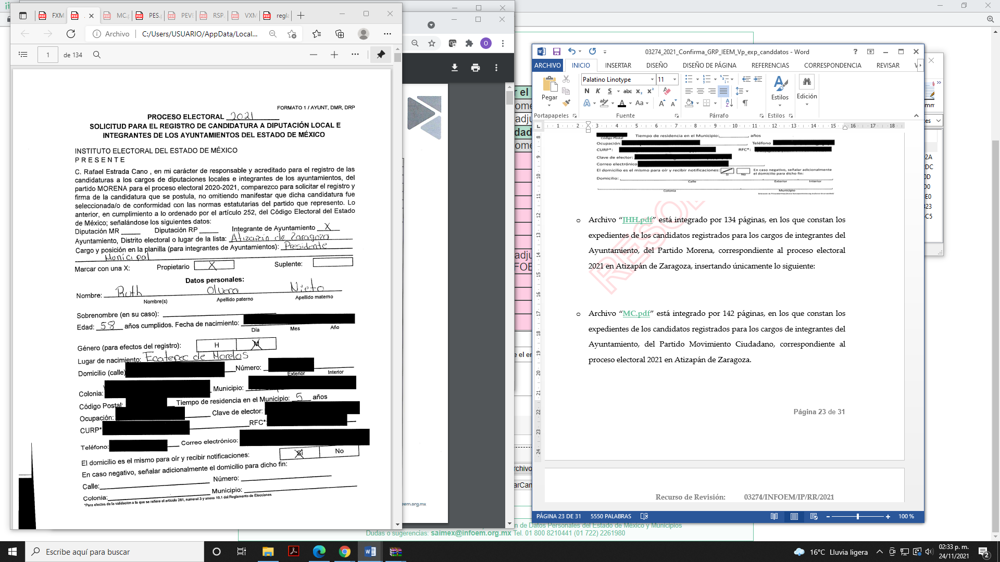 FXM
MC.p
PES.p
PEVE
RSP.
VXM
regla
Archivo
C:/Users/USUARIO/AppData/Local...
1
de 134
FORMATO 1 / AYUNT, DMR, DRP
PROCESO ELECTORAL 2021
SOLICITUD PARA EL REGISTRO DE CANDIDATURA A DIPUTACIÓN LOCAL E
INTEGRANTES DE LOS AYUNTAMIENTOS DEL ESTADO DE MÉXICO
INSTITUTO ELECTORAL DEL ESTADO DE MÉXICO
P R E S E N T E
C. Rafael Estrada Cano , en mi carácter de responsable y acreditado para el registro de las
candidaturas a los cargos de diputaciones locales e integrantes de los ayuntamientos, del
partido MORENA para el proceso electoral 2020-2021, comparezco para solicitar el registro y
firma de la candidatura que se postula, no omitiendo manifestar que dicha candidatura fue
seleccionada/o de conformidad con las normas estatutarias del partido que represento. Lo
anterior, en cumplimiento a lo ordenado por el artículo 252, del Código Electoral del Estado
de México; señalándose los siguientes datos:
Diputación MR ____ Diputación RP ____ Integrante de Ayuntamiento X
Ayuntamiento, Distrito electoral o lugar de la lista: Atizapán de Zaragoza
Cargo y posición en la planilla (para integrantes de Ayuntamientos): Presidente
Municipal
Marcar con una X: Propietario X Suplente:
Datos personales:
Nombre: Ruth Olvera Nieto
Nombre(s) Apellido paterno Apellido materno
Sobrenombre (en su caso):
Edad: 58 años cumplidos. Fecha de nacimiento:
Día Mes Año
Género (para efectos del registro): H M
Lugar de nacimiento: Ecatepec de Morelos
Domicilio (calle) Número:
Exterior Interior
Colonia: Municipio:
Código Postal: Tiempo de residencia en el Municipio: 5 años
Ocupación: Clave de elector:
CURP* RFC*:
Teléfono: Correo electrónico:
El domicilio es el mismo para oír y recibir notificaciones: Si No
En caso negativo, señalar adicionalmente el domicilio para dicho fin:
Calle: Número:
Colonia: Municipio:
*Para efectos de la validación a la que se refiere el artículo 281, numeral 3 y anexo 10.1 del Reglamento de Elecciones
eem.org.mx
03274_2021_Confirma_GRP_IEEM_Vp_exp_canddatos - Word
ARCHIVO INICIO INSERTAR DISEÑO DISEÑO DE PÁGINA REFERENCIAS CORRESPONDENCIA REVISAR
Palatino Linotype 11
Pegar
N K S abc x₂ x²
Estilos
Edición
Portapapeles Fuente Párrafo Estilos
Código Postal Tiempo de residencia en el Municipio: años
Ocupación: Teléfono
CURP*: RFC*:
Clave de elector:
Correo electrónico
El domicilio es el mismo para oír y recibir notificaciones: Si No En caso negativo, señalar adicionalmente
el domicilio para dicho fin:
Domicilio:
Calle Exterior Interior
Colonia Municipio
RESOL
o Archivo “JHH.pdf” está integrado por 134 páginas, en los que constan los
expedientes de los candidatos registrados para los cargos de integrantes del
Ayuntamiento, del Partido Morena, correspondiente al proceso electoral
2021 en Atizapán de Zaragoza, insertando únicamente lo siguiente:
o Archivo “MC.pdf” está integrado por 142 páginas, en los que constan los
expedientes de los candidatos registrados para los cargos de integrantes del
Ayuntamiento, del Partido Movimiento Ciudadano, correspondiente al
proceso electoral 2021 en Atizapán de Zaragoza.
Página 23 de 31
Recurso de Revisión: 03274/INFOEM/IP/RR/2021
PÁGINA 23 DE 31 5550 PALABRAS 100 %
n de Datos Personales del Estado de México y Municipios
Dudas o sugerencias: saimex@infoem.org.mx Tel. 01 800 8210441 (01 722) 2261980
Escribe aquí para buscar
16°C Lluvia ligera
02:33 p. m.
24/11/2021
2